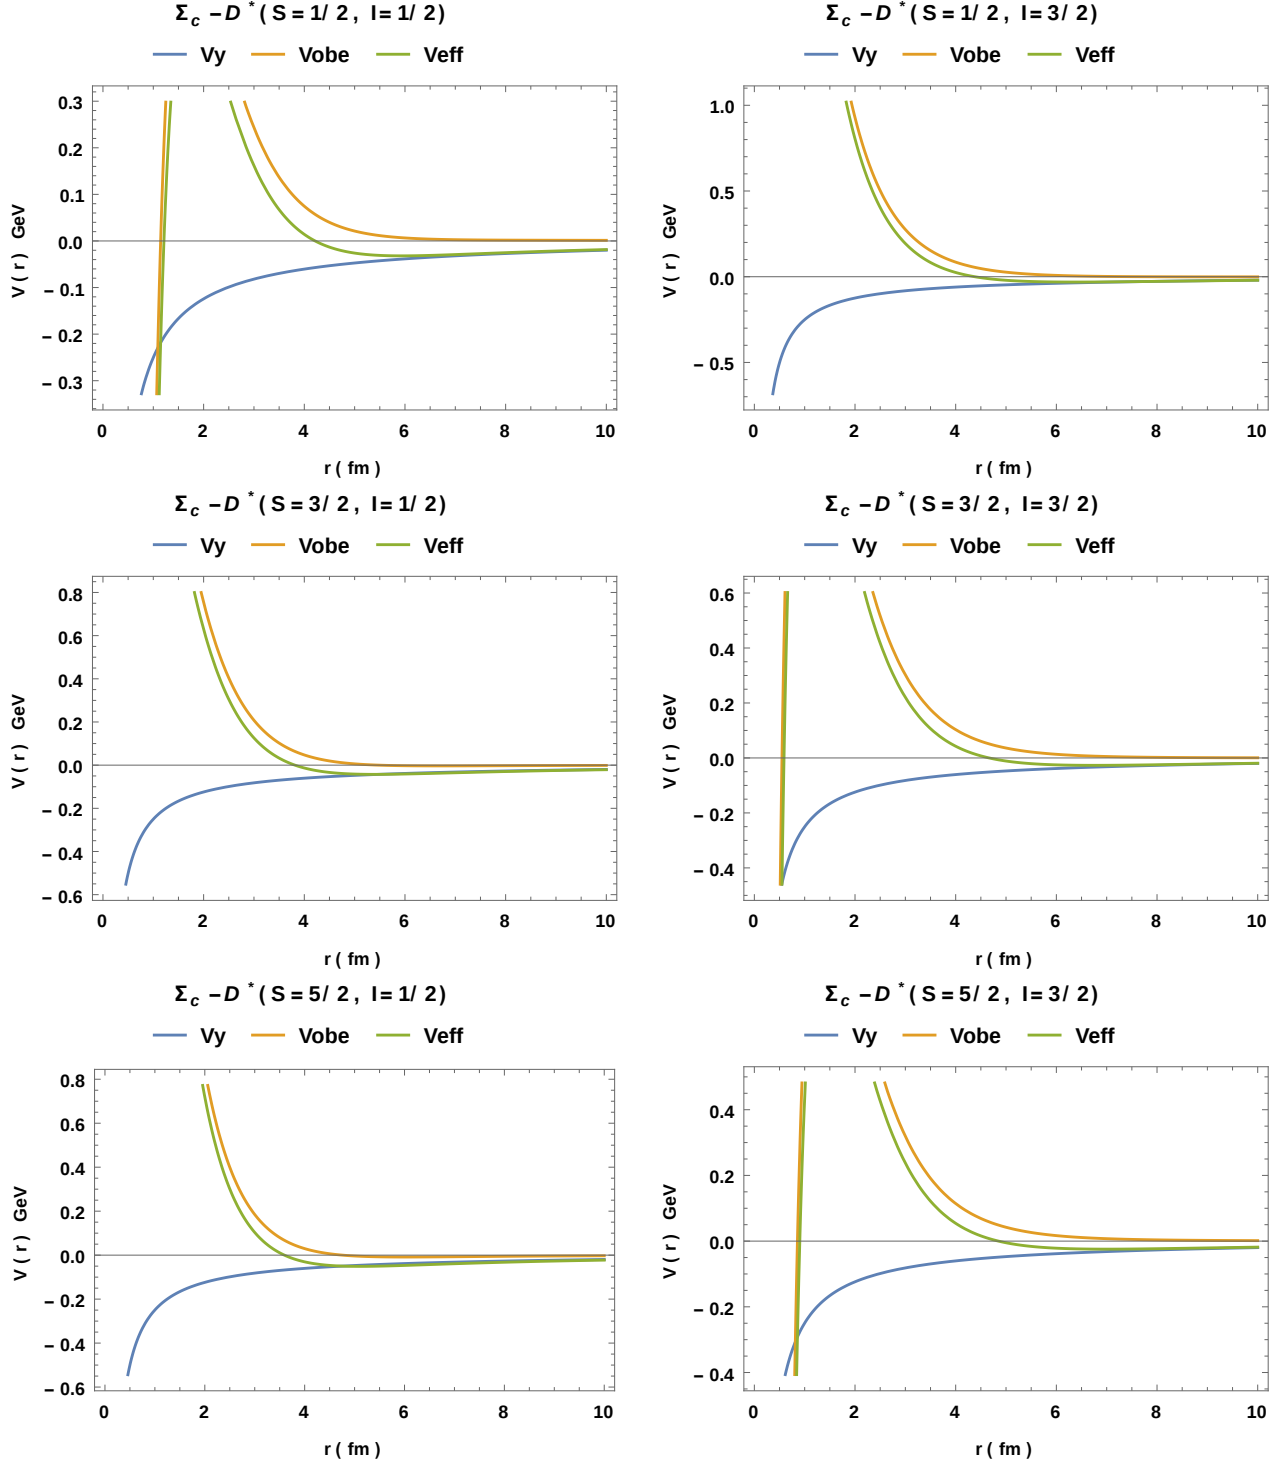 Σc – D*( S = 1/ 2 , I = 1/ 2 )
Vy Vobe Veff
0.3
0.2
0.1
0.0
– 0.1
– 0.2
– 0.3
V ( r ) GeV
0 2 4 6 8 10
r ( fm )
Σc – D*( S = 1/ 2 , I = 3/ 2 )
Vy Vobe Veff
1.0
0.5
0.0
– 0.5
V ( r ) GeV
0 2 4 6 8 10
r ( fm )
Σc – D*( S = 3/ 2 , I = 1/ 2 )
Vy Vobe Veff
0.8
0.6
0.4
0.2
0.0
– 0.2
– 0.4
– 0.6
V ( r ) GeV
0 2 4 6 8 10
r ( fm )
Σc – D*( S = 3/ 2 , I = 3/ 2 )
Vy Vobe Veff
0.6
0.4
0.2
0.0
– 0.2
– 0.4
V ( r ) GeV
0 2 4 6 8 10
r ( fm )
Σc – D*( S = 5/ 2 , I = 1/ 2 )
Vy Vobe Veff
0.8
0.6
0.4
0.2
0.0
– 0.2
– 0.4
– 0.6
V ( r ) GeV
0 2 4 6 8 10
r ( fm )
Σc – D*( S = 5/ 2 , I = 3/ 2 )
Vy Vobe Veff
0.4
0.2
0.0
– 0.2
– 0.4
V ( r ) GeV
0 2 4 6 8 10
r ( fm )